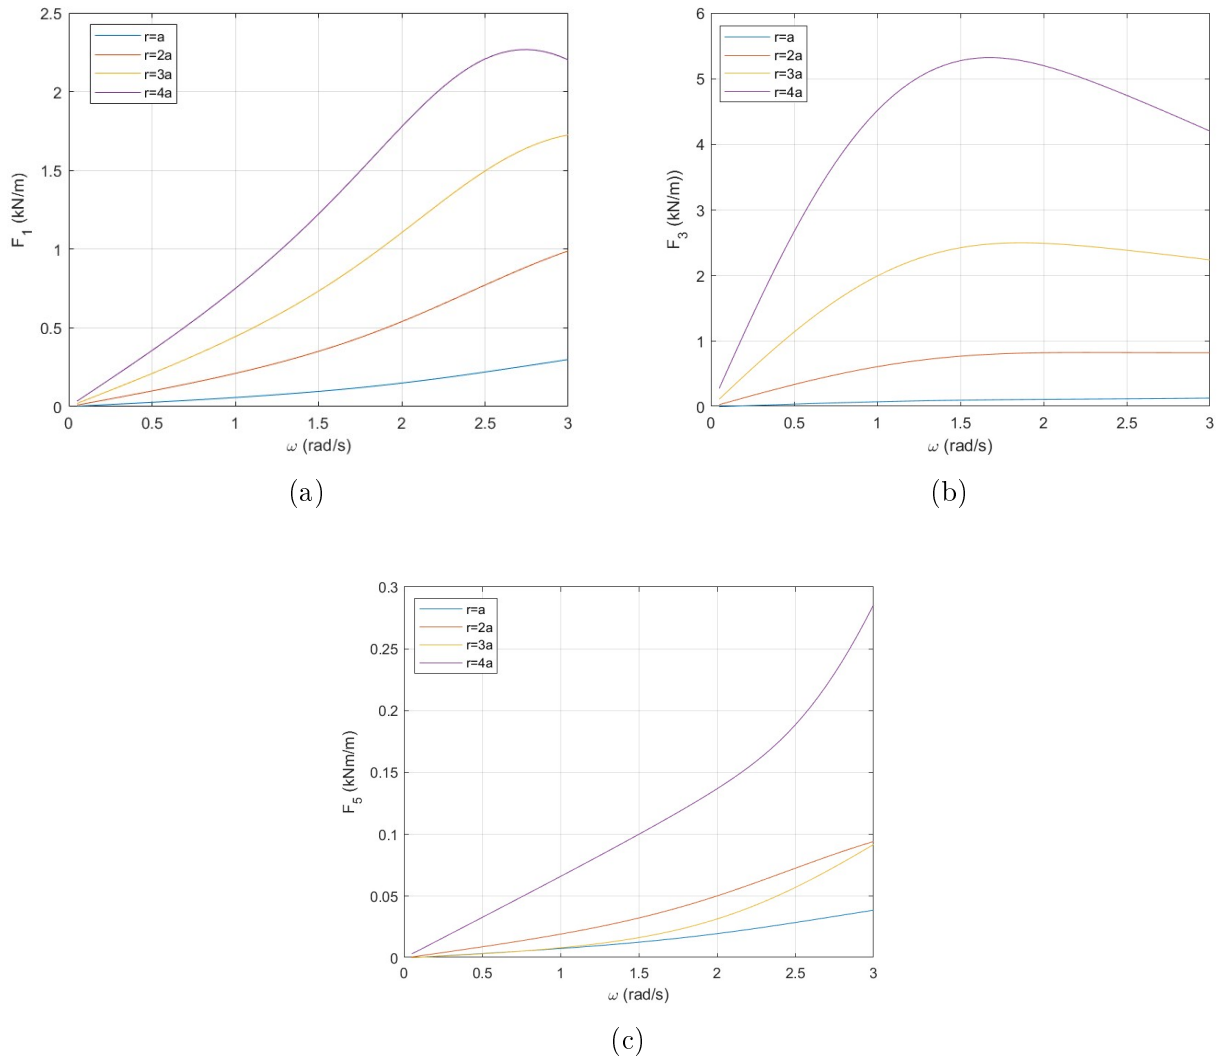 2.5
2
1.5
1
0.5
0
F1 (kN/m)
r=a
r=2a
r=3a
r=4a
0 0.5 1 1.5 2 2.5 3
ω (rad/s)
(a)
6
5
4
3
2
1
0
F3 (kN/m))
r=a
r=2a
r=3a
r=4a
0 0.5 1 1.5 2 2.5 3
ω (rad/s)
(b)
0.3
0.25
0.2
0.15
0.1
0.05
0
F5 (kNm/m)
r=a
r=2a
r=3a
r=4a
0 0.5 1 1.5 2 2.5 3
ω (rad/s)
(c)